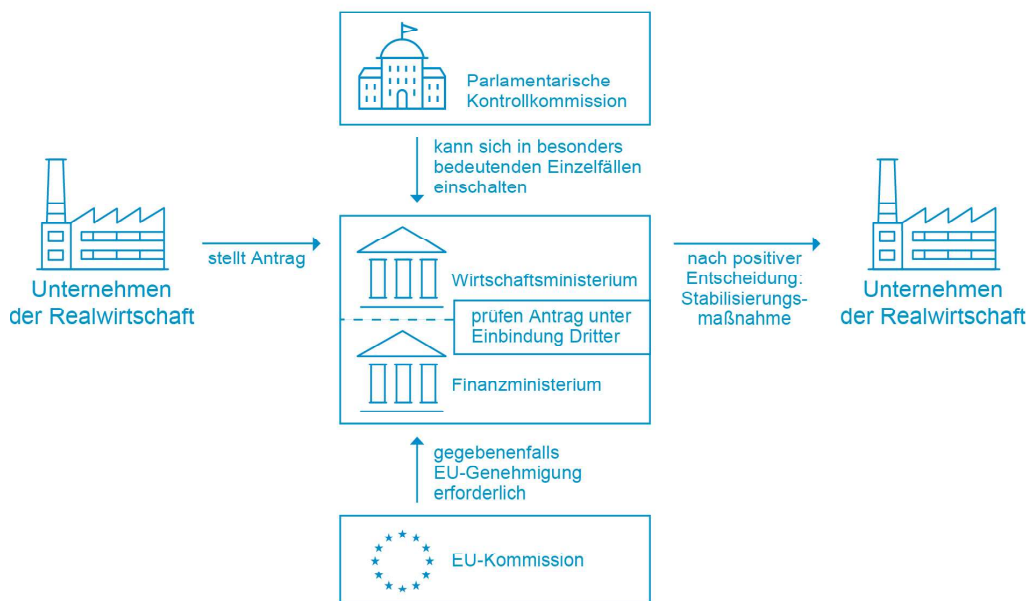 Parlamentarische
Kontrollkommission
kann sich in besonders
bedeutenden Einzelfällen
einschalten
Unternehmen
der Realwirtschaft
stellt Antrag
Wirtschaftsministerium
prüfen Antrag unter
Einbindung Dritter
Finanzministerium
nach positiver
Entscheidung:
Stabilisierungs-
maßnahme
Unternehmen
der Realwirtschaft
gegebenenfalls
EU-Genehmigung
erforderlich
EU-Kommission